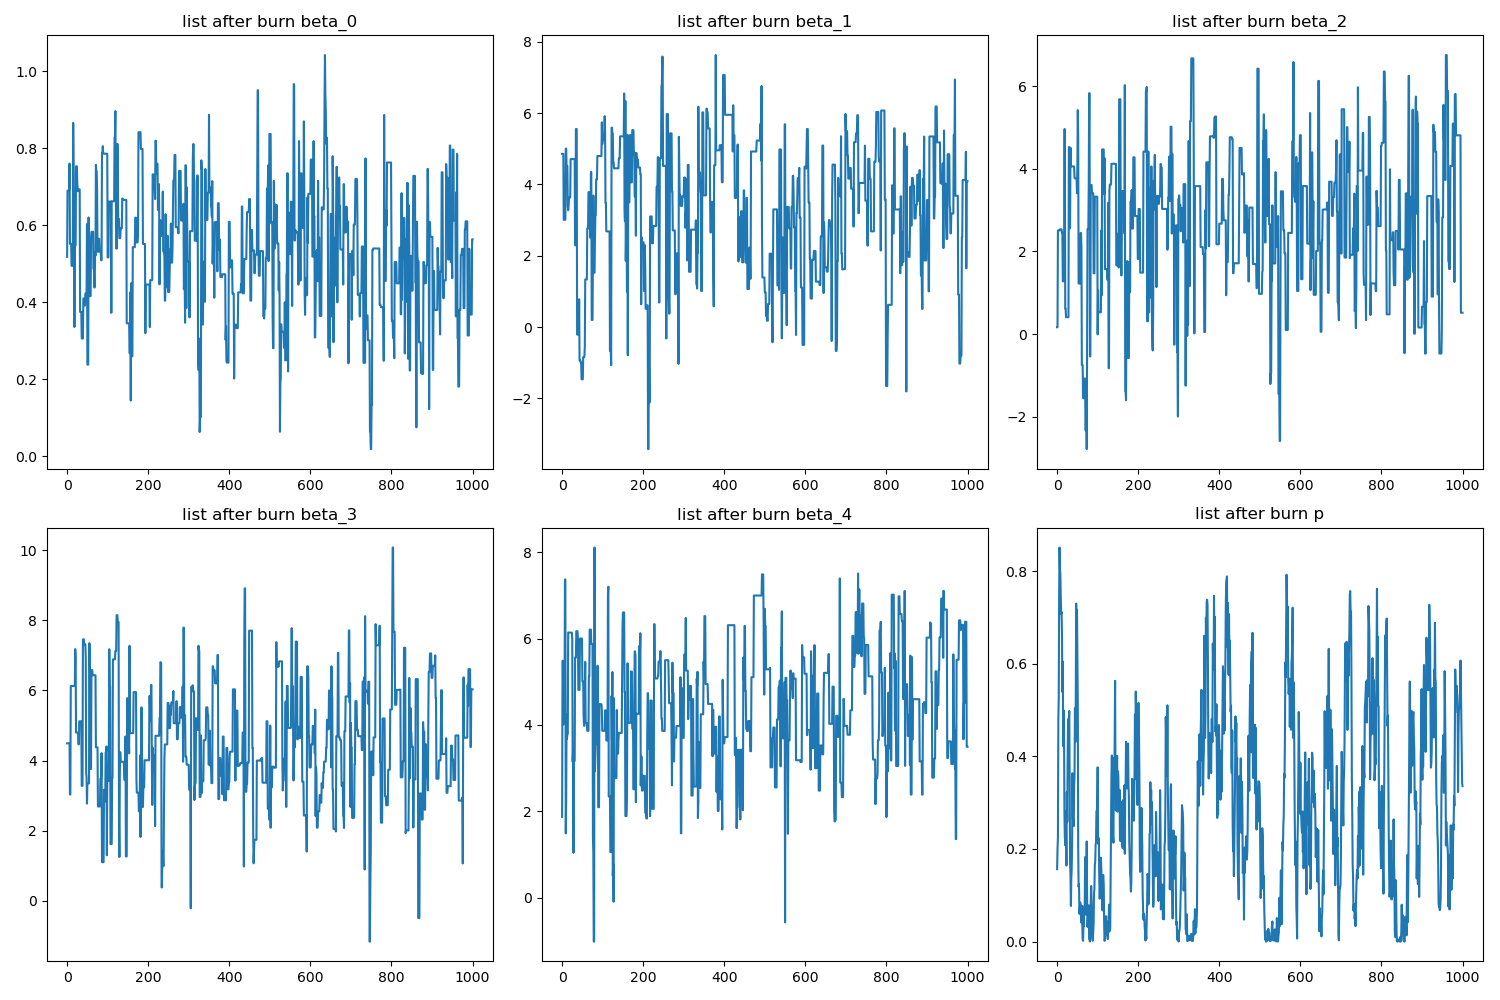 list after burn beta_0
list after burn beta_1
list after burn beta_2
1.0
0.8
0.6
0.4
0.2
0.0
0 200 400 600 800 1000
8
6
4
2
0
−2
0 200 400 600 800 1000
6
4
2
0
−2
0 200 400 600 800 1000
list after burn beta_3
list after burn beta_4
list after burn p
10
8
6
4
2
0
0 200 400 600 800 1000
8
6
4
2
0
0 200 400 600 800 1000
0.8
0.6
0.4
0.2
0.0
0 200 400 600 800 1000